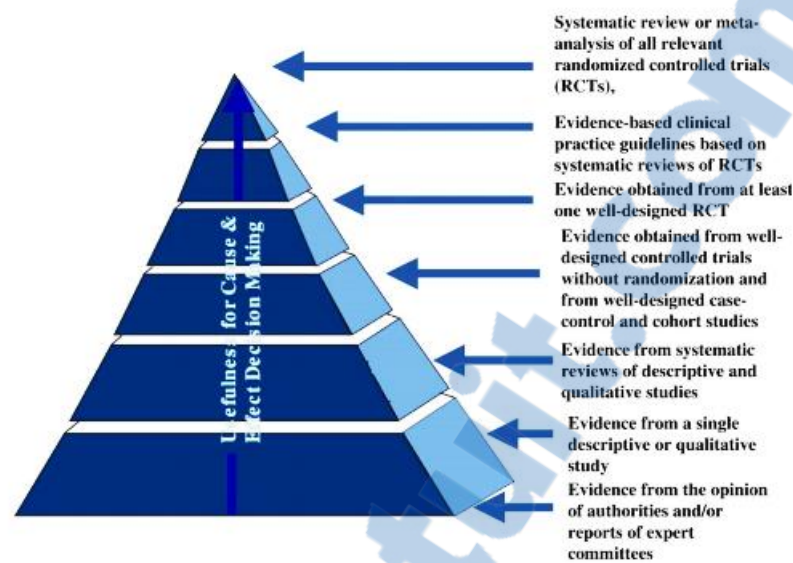 Systematic review or meta-
analysis of all relevant
randomized controlled trials
(RCTs),
Evidence-based clinical
practice guidelines based on
systematic reviews of RCTs
Evidence obtained from at least
one well-designed RCT
Evidence obtained from well-
designed controlled trials
without randomization and
from well-designed case-
control and cohort studies
Evidence from systematic
reviews of descriptive and
qualitative studies
Evidence from a single
descriptive or qualitative
study
Evidence from the opinion
of authorities and/or
reports of expert
committees
Usefulness for Cause &
Effect Decision Making